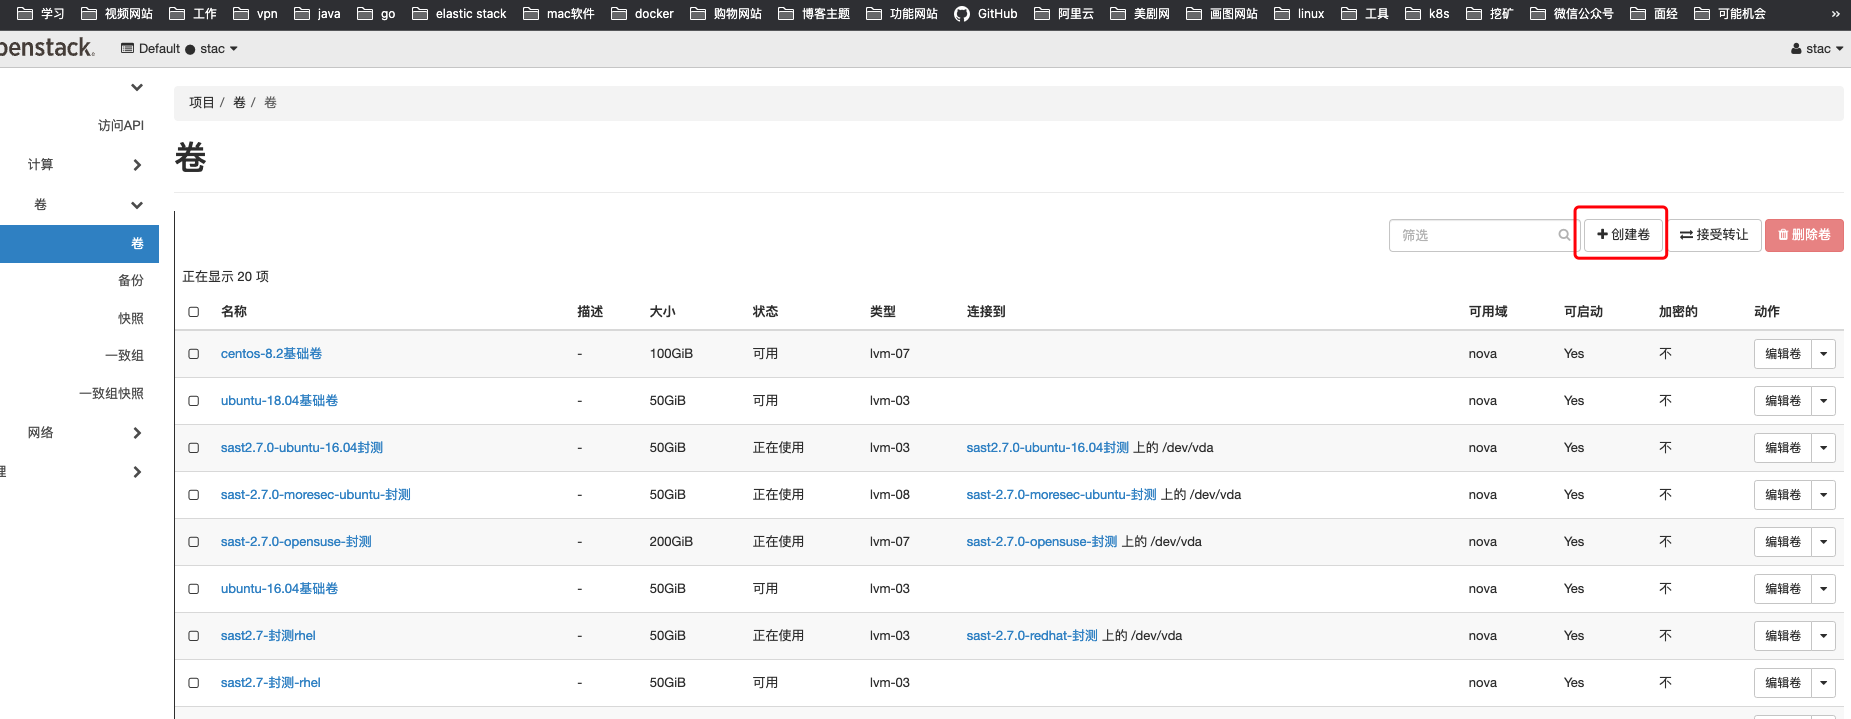 学习 视频网站 工作 vpn java go elastic stack mac软件 docker 购物网站 博客主题 功能网站 GitHub 阿里云 美剧网 画图网站 linux 工具 k8s 挖矿 微信公众号 面经 可能机会 »
penstack. Default ● stac stac
项目 / 卷 / 卷
访问API
卷
计算
卷
卷
备份
快照
一致组
一致组快照
网络
理
筛选 创建卷 接受转让 删除卷
正在显示 20 项
名称 描述 大小 状态 类型 连接到 可用域 可启动 加密的 动作
centos-8.2基础卷 - 100GiB 可用 lvm-07 nova Yes 不 编辑卷
ubuntu-18.04基础卷 - 50GiB 可用 lvm-03 nova Yes 不 编辑卷
sast2.7.0-ubuntu-16.04封测 - 50GiB 正在使用 lvm-03 sast2.7.0-ubuntu-16.04封测 上的 /dev/vda nova Yes 不 编辑卷
sast-2.7.0-moresec-ubuntu-封测 - 50GiB 正在使用 lvm-08 sast-2.7.0-moresec-ubuntu-封测 上的 /dev/vda nova Yes 不 编辑卷
sast-2.7.0-opensuse-封测 - 200GiB 正在使用 lvm-07 sast-2.7.0-opensuse-封测 上的 /dev/vda nova Yes 不 编辑卷
ubuntu-16.04基础卷 - 50GiB 可用 lvm-03 nova Yes 不 编辑卷
sast2.7-封测rhel - 50GiB 正在使用 lvm-03 sast-2.7.0-redhat-封测 上的 /dev/vda nova Yes 不 编辑卷
sast2.7-封测-rhel - 50GiB 可用 lvm-03 nova Yes 不 编辑卷